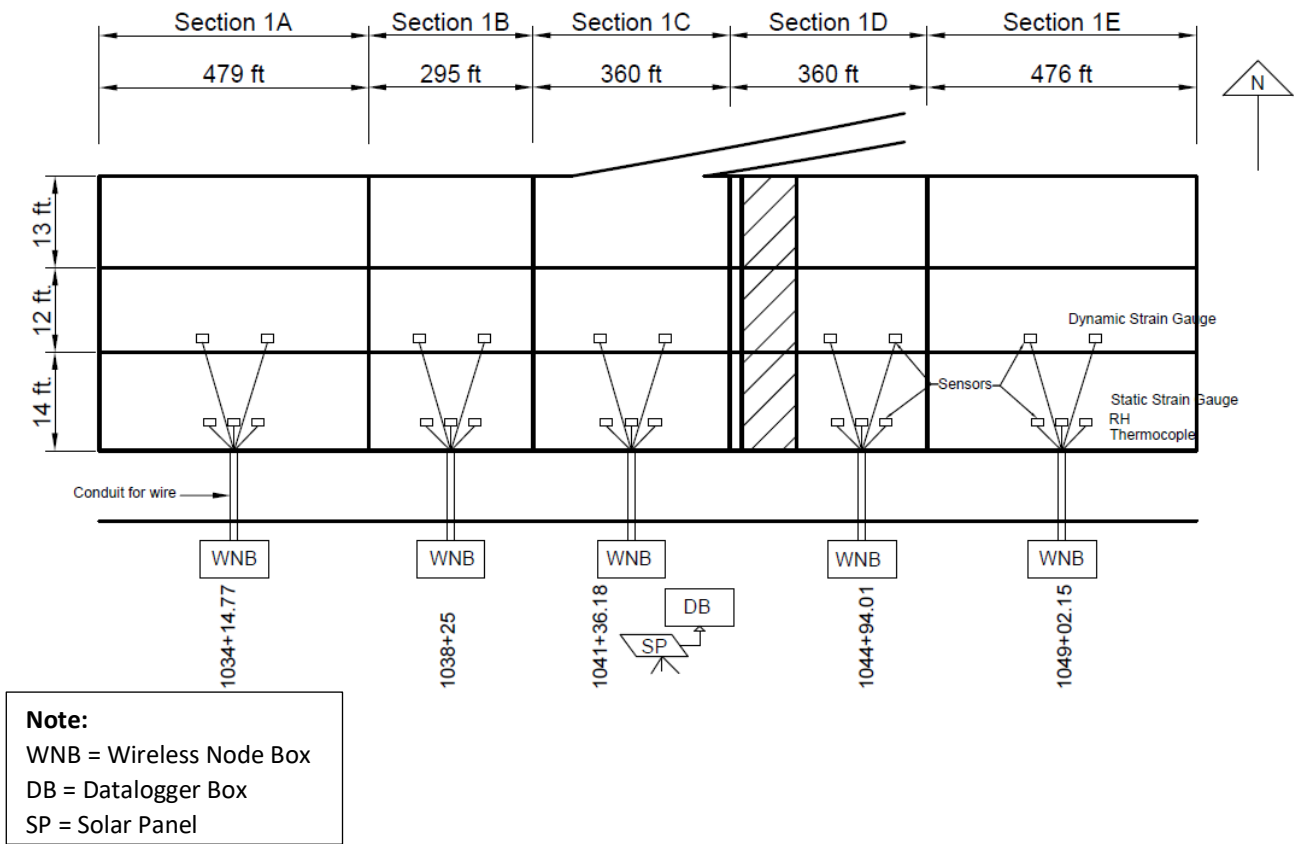 Section 1A
Section 1B
Section 1C
Section 1D
Section 1E
479 ft
295 ft
360 ft
360 ft
476 ft
N
13 ft.
12 ft.
14 ft.
Dynamic Strain Gauge
Sensors
Static Strain Gauge
RH
Thermocople
Conduit for wire
WNB
WNB
WNB
WNB
WNB
DB
SP
1034+14.77
1038+25
1041+36.18
1044+94.01
1049+02.15
Note:
WNB = Wireless Node Box
DB = Datalogger Box
SP = Solar Panel